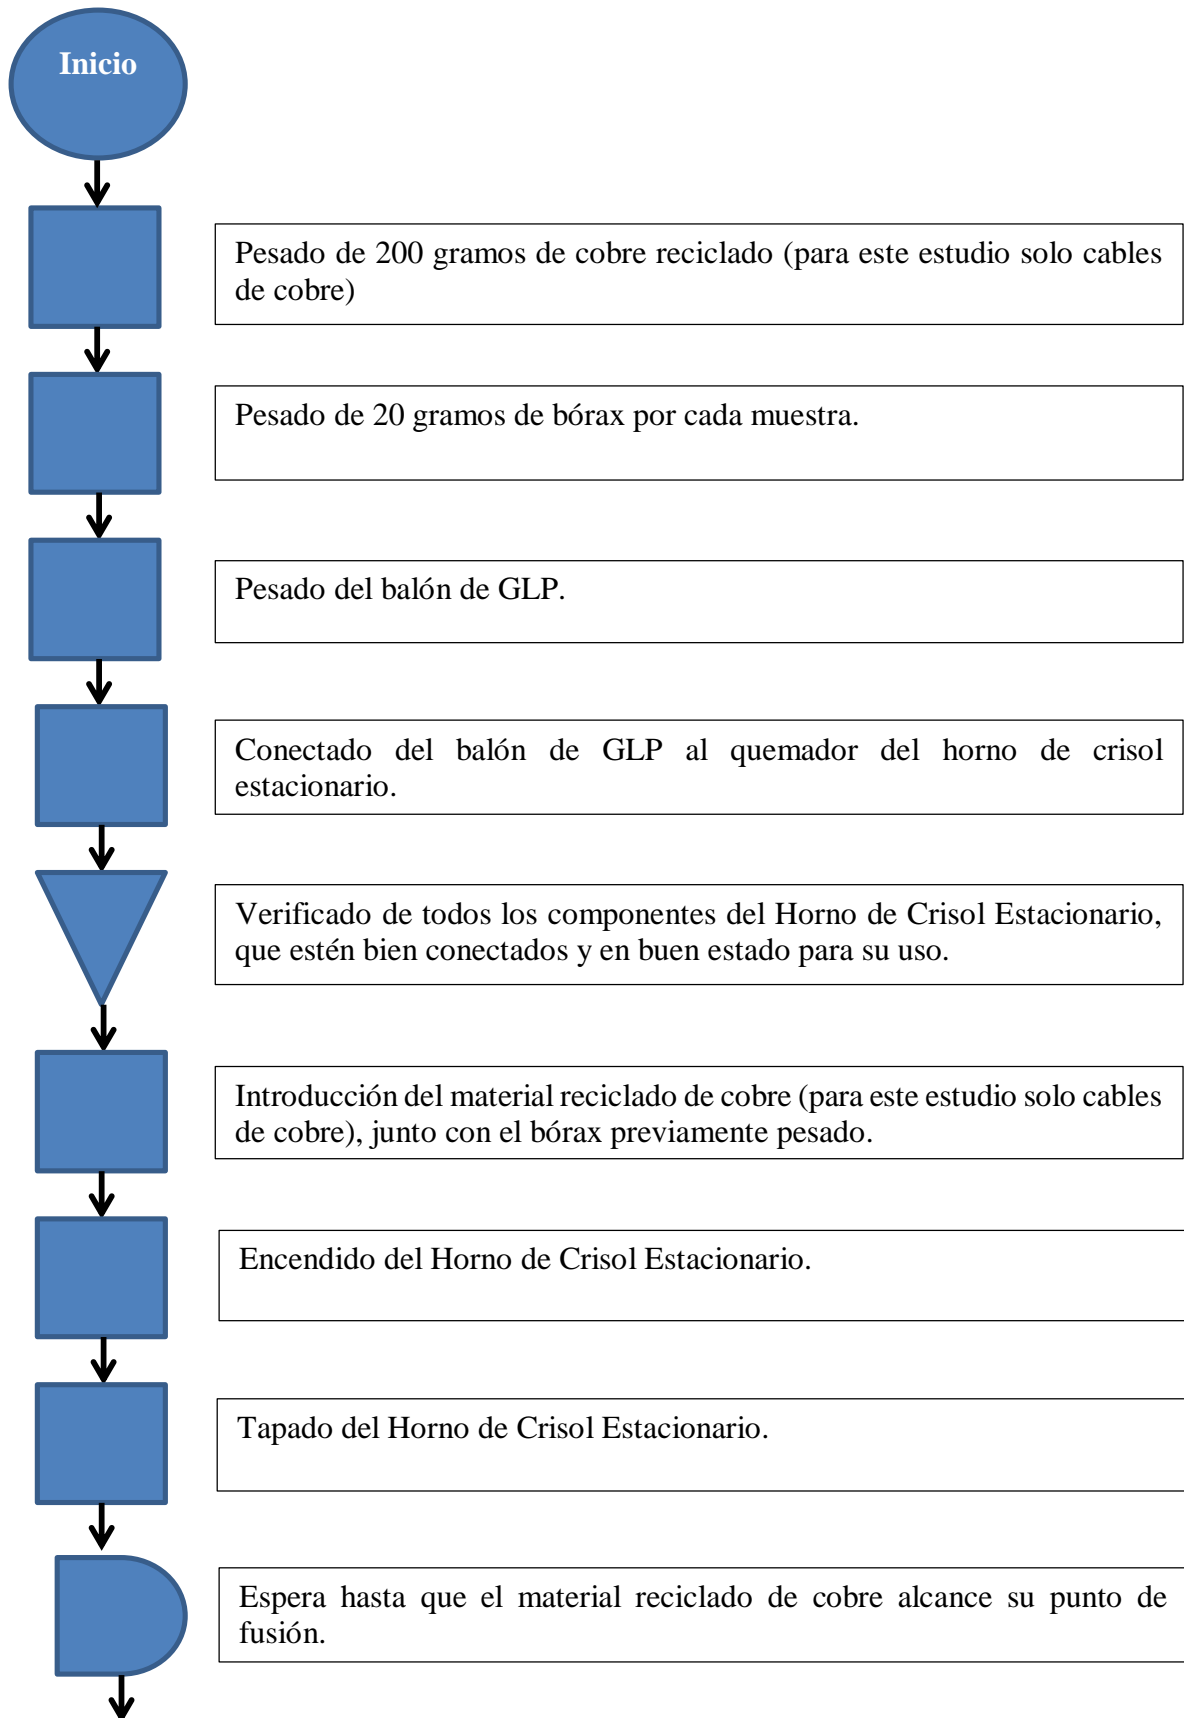 Inicio
Pesado de 200 gramos de cobre reciclado (para este estudio solo cables
de cobre)
Pesado de 20 gramos de bórax por cada muestra.
Pesado del balón de GLP.
Conectado del balón de GLP al quemador del horno de crisol
estacionario.
Verificado de todos los componentes del Horno de Crisol Estacionario,
que estén bien conectados y en buen estado para su uso.
Introducción del material reciclado de cobre (para este estudio solo cables
de cobre), junto con el bórax previamente pesado.
Encendido del Horno de Crisol Estacionario.
Tapado del Horno de Crisol Estacionario.
Espera hasta que el material reciclado de cobre alcance su punto de
fusión.